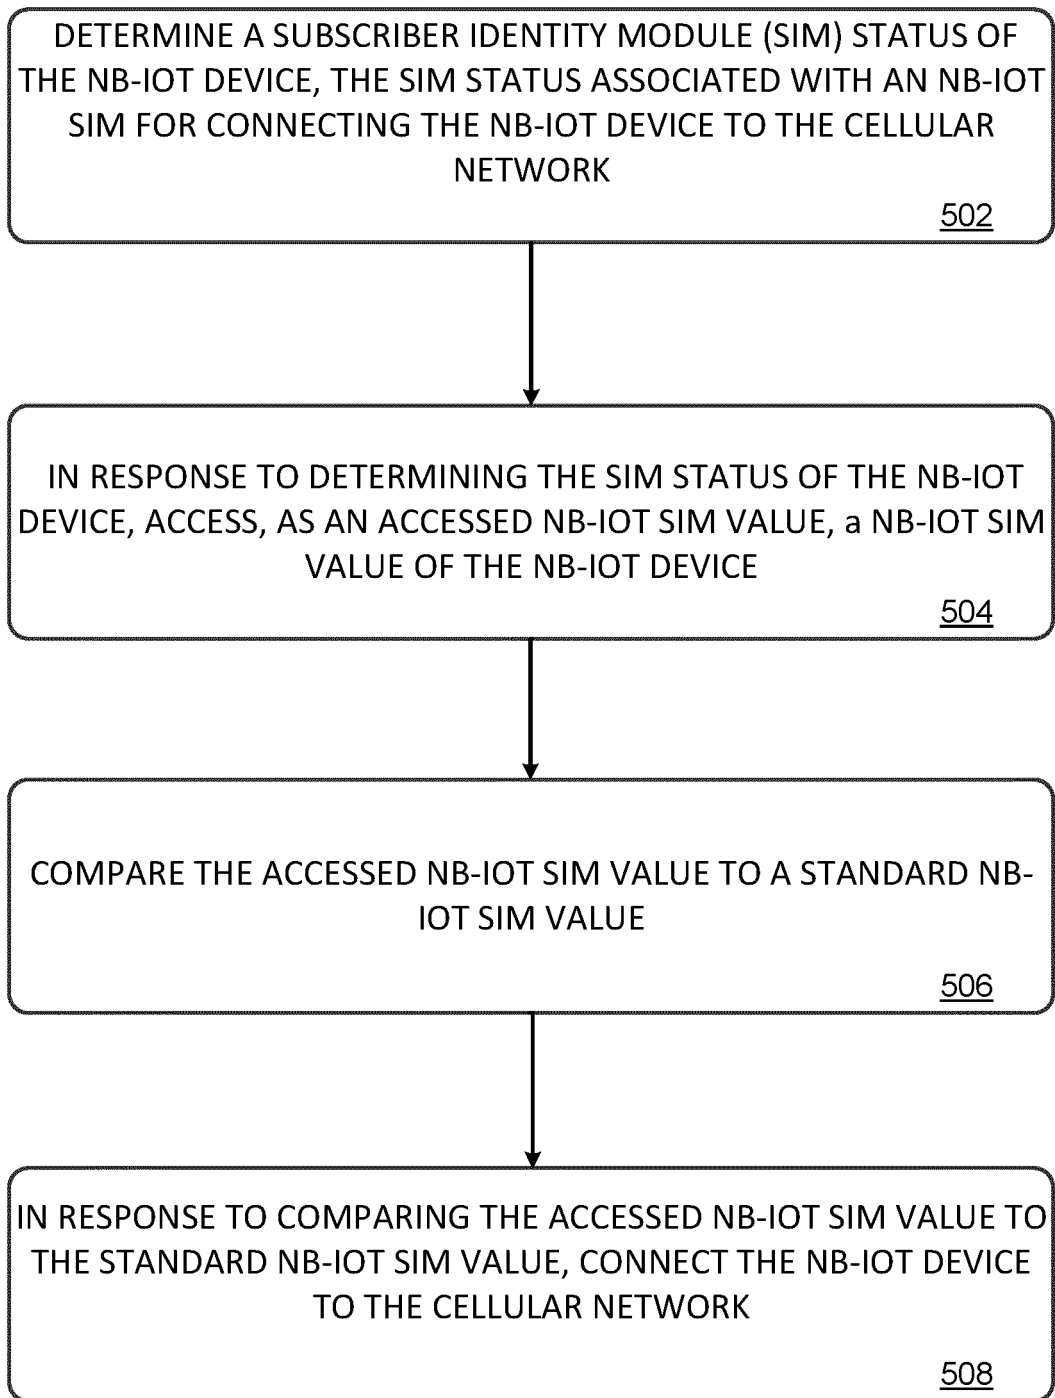 DETERMINE A SUBSCRIBER IDENTITY MODULE (SIM) STATUS OF
THE NB-IOT DEVICE, THE SIM STATUS ASSOCIATED WITH AN NB-IOT
SIM FOR CONNECTING THE NB-IOT DEVICE TO THE CELLULAR
NETWORK
502
IN RESPONSE TO DETERMINING THE SIM STATUS OF THE NB-IOT
DEVICE, ACCESS, AS AN ACCESSED NB-IOT SIM VALUE, a NB-IOT SIM
VALUE OF THE NB-IOT DEVICE
504
COMPARE THE ACCESSED NB-IOT SIM VALUE TO A STANDARD NB-
IOT SIM VALUE
506
IN RESPONSE TO COMPARING THE ACCESSED NB-IOT SIM VALUE TO
THE STANDARD NB-IOT SIM VALUE, CONNECT THE NB-IOT DEVICE
TO THE CELLULAR NETWORK
508